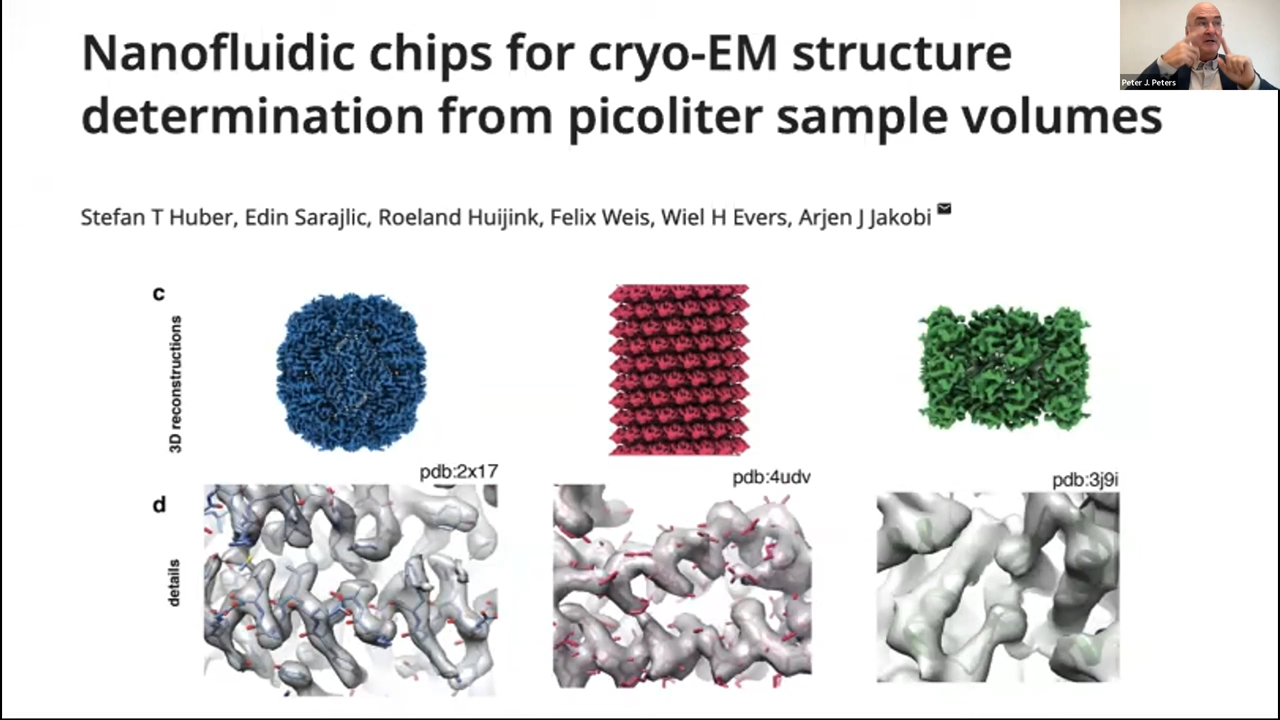 Nanofluidic chips for cryo-EM structure
determination from picoliter sample volumes
Peter J. Peters
Stefan T Huber, Edin Sarajlic, Roeland Huijink, Felix Weis, Wiel H Evers, Arjen J Jakobi
c
3D reconstructions
pdb:2x17
pdb:4udv
pdb:3j9i
d
details